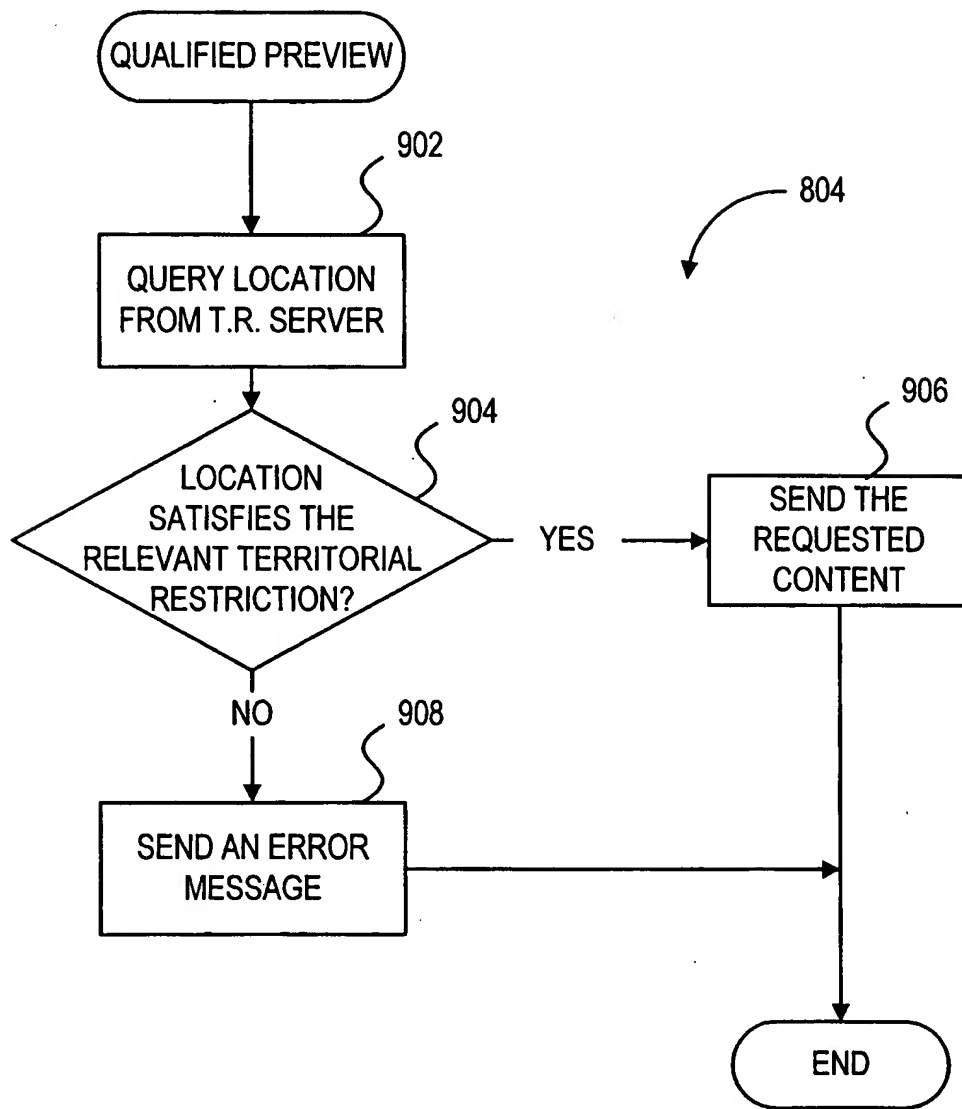 QUALIFIED PREVIEW
902
804
QUERY LOCATION
FROM T.R. SERVER
904
906
LOCATION
SATISFIES THE
RELEVANT TERRITORIAL
RESTRICTION?
YES
SEND THE
REQUESTED
CONTENT
NO
908
SEND AN ERROR
MESSAGE
END